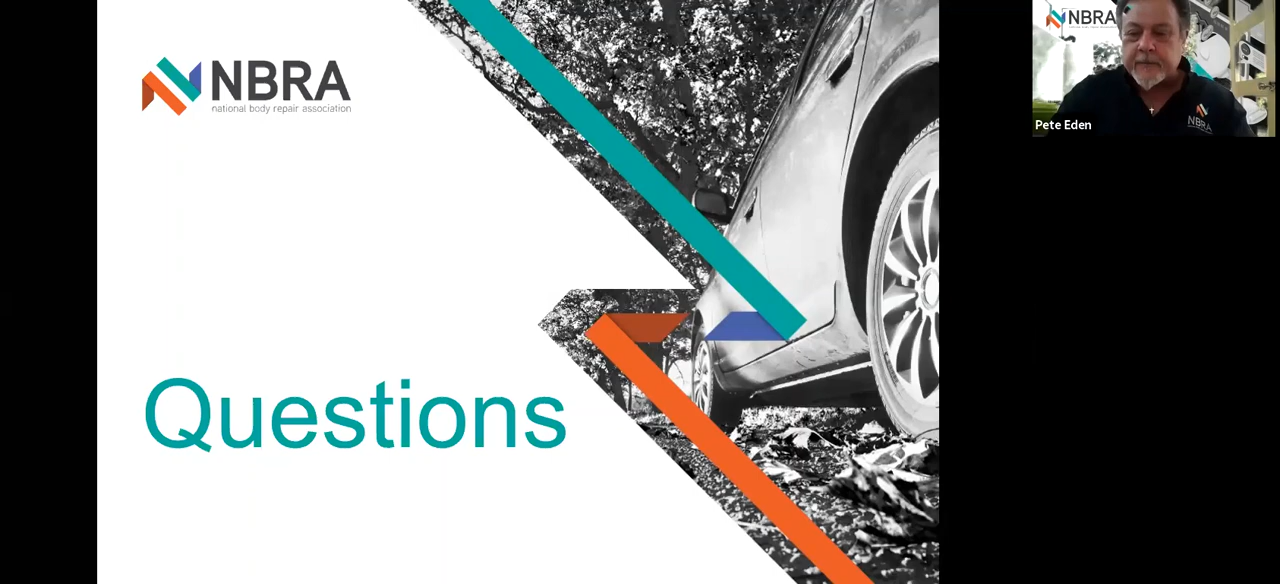 NBRA
national body repair association
Questions
NBRA
Pete Eden
NBRA